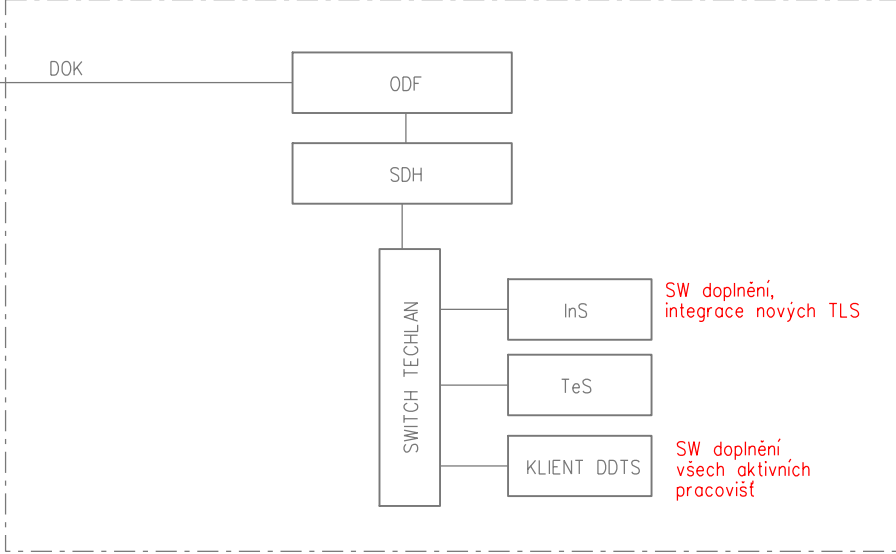 DOK
ODF
SDH
SWITCH TECHLAN
InS
SW doplnění,
integrace nových TLS
TeS
KLIENT DDTS
SW doplnění
všech aktivních
pracovišť